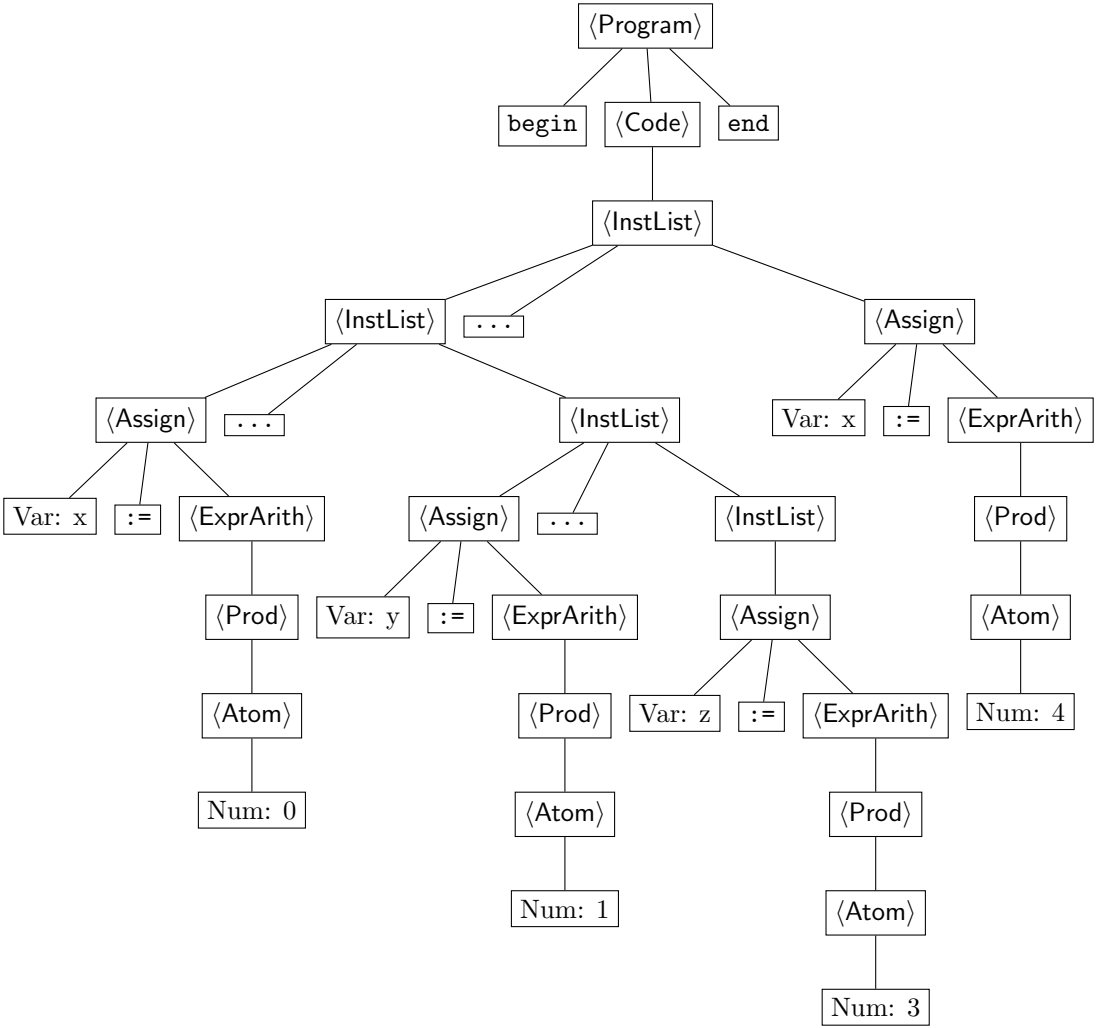 ⟨Program⟩
begin ⟨Code⟩ end
⟨InstList⟩
⟨InstList⟩ ... ⟨Assign⟩
⟨Assign⟩ ... ⟨InstList⟩ Var: x := ⟨ExprArith⟩
Var: x := ⟨ExprArith⟩ ⟨Assign⟩ ... ⟨InstList⟩ ⟨Prod⟩
⟨Prod⟩ Var: y := ⟨ExprArith⟩ ⟨Assign⟩ ⟨Atom⟩
⟨Atom⟩ ⟨Prod⟩ Var: z := ⟨ExprArith⟩ Num: 4
Num: 0 ⟨Atom⟩ ⟨Prod⟩
Num: 1 ⟨Atom⟩
Num: 3